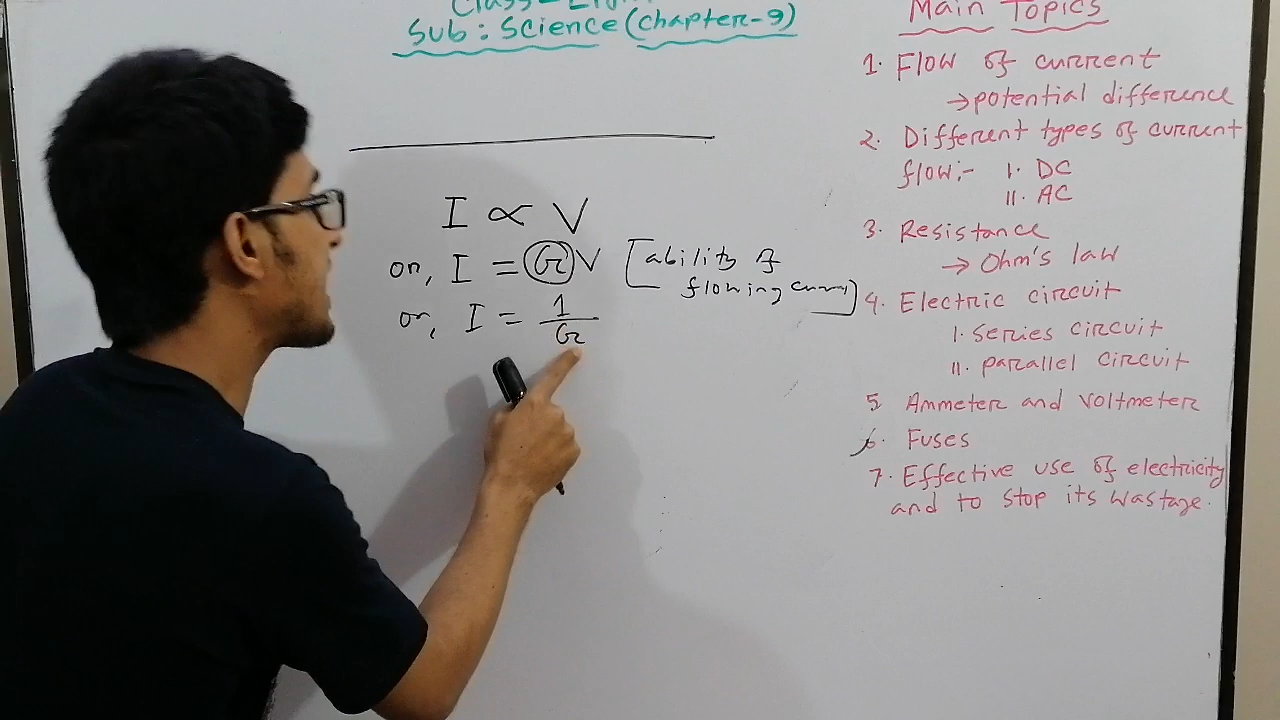 Sub : Science (chapter-9)
I ∝ V
or, I = GV [ability of
flowing
or, I = 1/G
Main Topics
1. Flow of current
→ potential difference
2. Different types of current
flow:- I. DC
II. AC
3. Resistance
→ Ohm's law
4. Electric circuit
I. Series circuit
II. parallel circuit
5 Ammeter and voltmeter
6. Fuses
7. Effective use of electricity
and to stop its wastage.